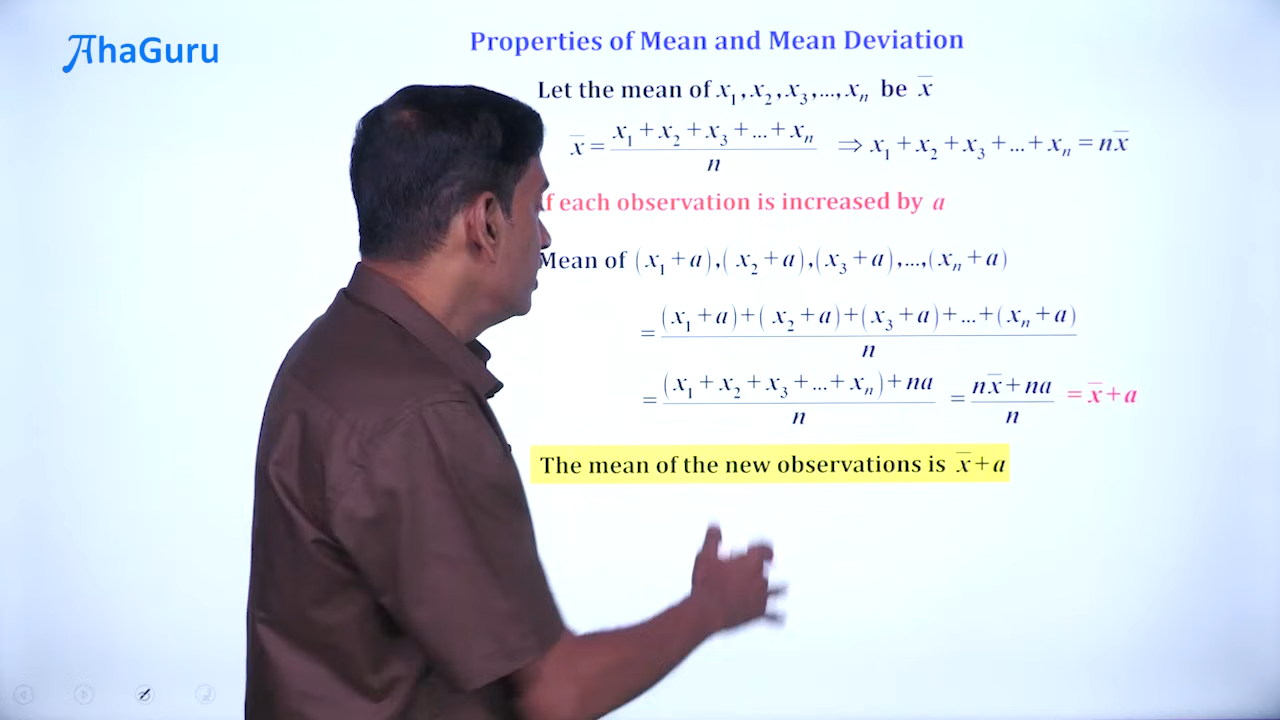 AhaGuru
Properties of Mean and Mean Deviation
Let the mean of x₁, x₂, x₃, ..., xₙ be x̄
x̄ = (x₁ + x₂ + x₃ + ... + xₙ) / n ⇒ x₁ + x₂ + x₃ + ... + xₙ = nx̄
f each observation is increased by a
Mean of (x₁ + a), (x₂ + a), (x₃ + a), ..., (xₙ + a)
= ((x₁ + a) + (x₂ + a) + (x₃ + a) + ... + (xₙ + a)) / n
= ((x₁ + x₂ + x₃ + ... + xₙ) + na) / n = (nx̄ + na) / n = x̄ + a
The mean of the new observations is x̄ + a